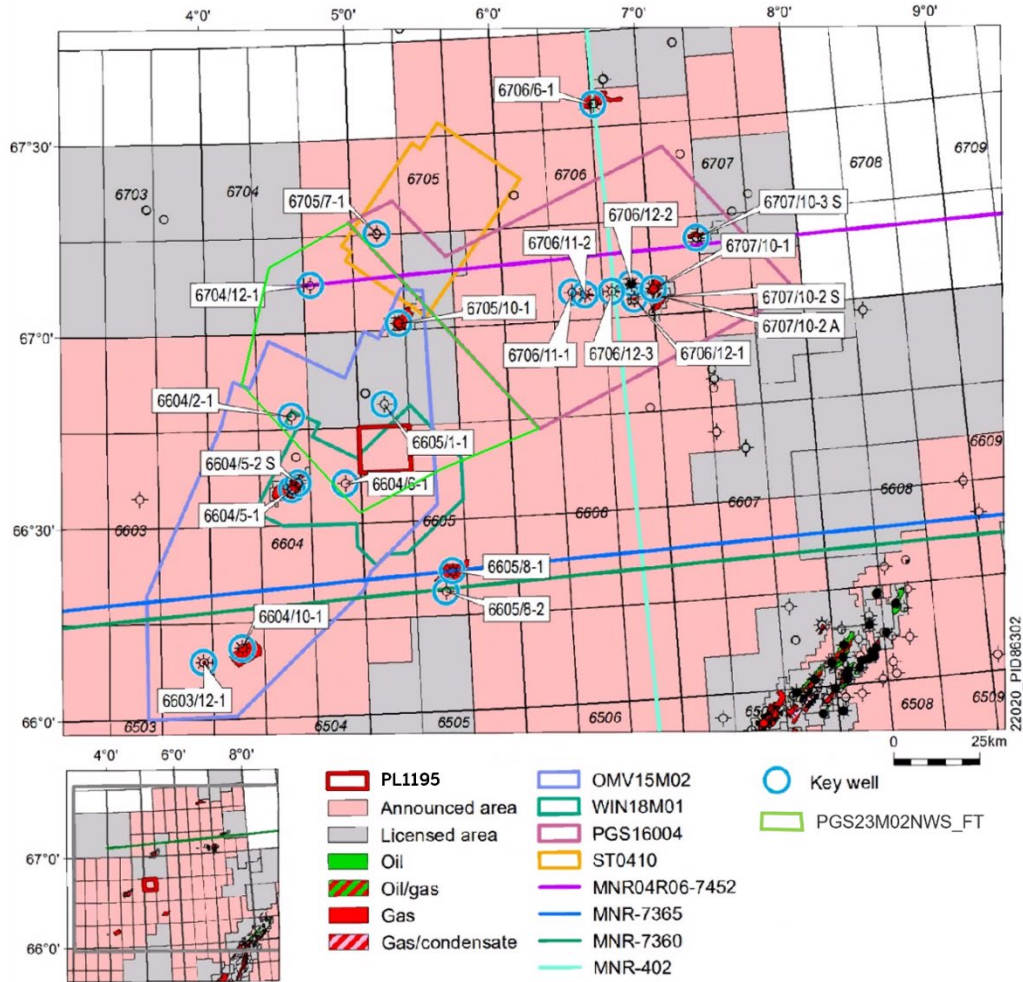 4°0' 5°0' 6°0' 7°0' 8°0' 9°0'
6706/6-1
67°30'
6709
6708
6707
6706
6705
6704
6703
6705/7-1
6706/12-2
6707/10-3 S
6706/11-2
6707/10-1
6704/12-1
6705/10-1
6707/10-2 S
67°0'
6707/10-2 A
6706/11-1
6706/12-3
6706/12-1
6604/2-1
6605/1-1
6609
6604/5-2 S
6604/6-1
6608
6607
6606
6605
6603
6604/5-1
66°30'
6604
6605/8-1
6605/8-2
6604/10-1
6603/12-1
66°0'
6503
6504
6505
6506
6508
6509
22020 PID86302
0 25km
4°0' 6°0' 8°0'
67°0'
66°0'
PL1195
Announced area
Licensed area
Oil
Oil/gas
Gas
Gas/condensate
OMV15M02
WIN18M01
PGS16004
ST0410
MNR04R06-7452
MNR-7365
MNR-7360
MNR-402
Key well
PGS23M02NWS_FT